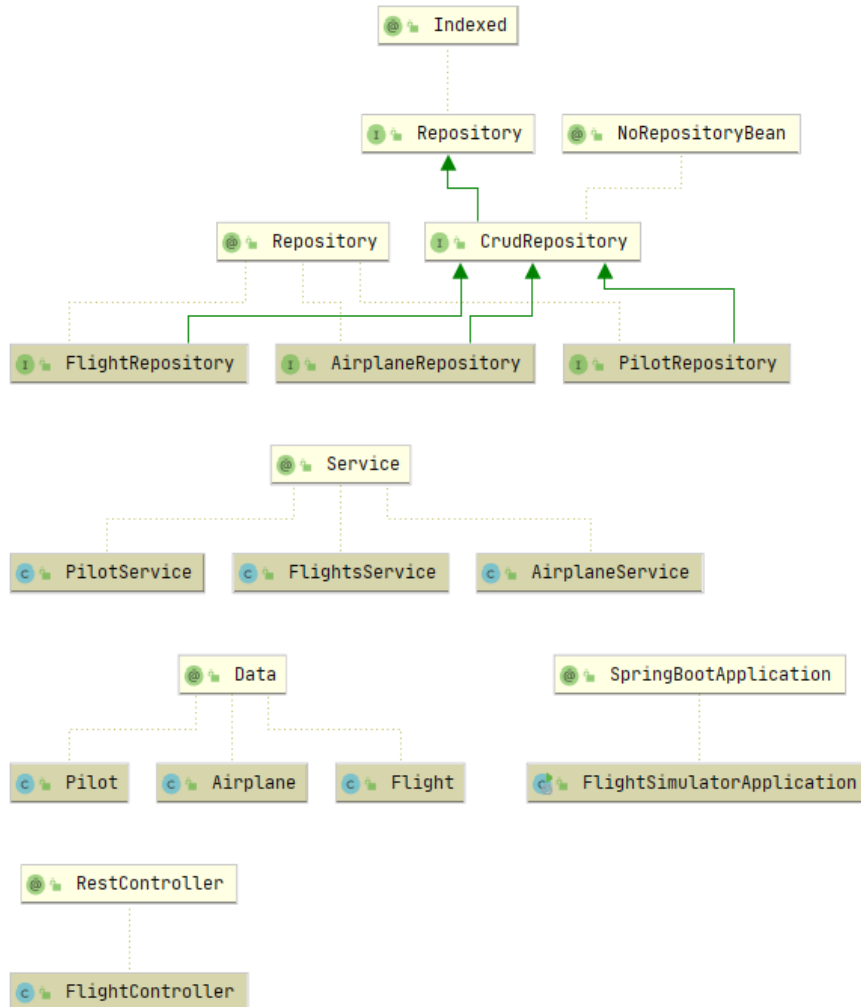 @ Indexed
I Repository
@ NoRepositoryBean
@ Repository
I CrudRepository
I FlightRepository
I AirplaneRepository
I PilotRepository
@ Service
C PilotService
C FlightsService
C AirplaneService
@ Data
@ SpringBootApplication
C Pilot
C Airplane
C Flight
C FlightSimulatorApplication
@ RestController
C FlightController